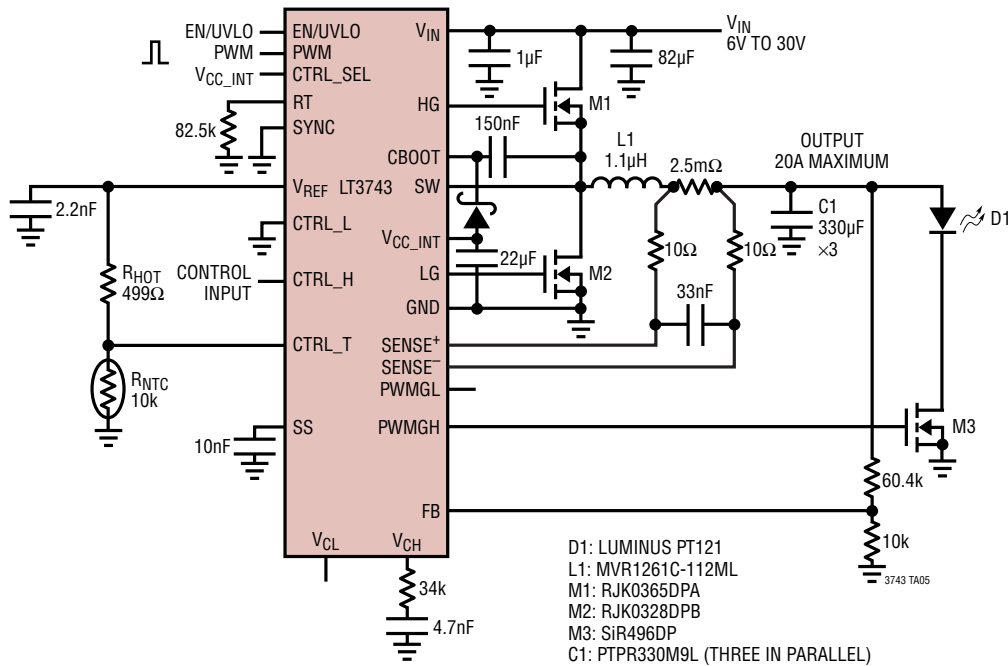 EN/UVLO
PWM
VCC_INT
82.5k
2.2nF
RHOT
499Ω
CONTROL
INPUT
RNTC
10k
10nF
EN/UVLO
PWM
CTRL_SEL
RT
SYNC
VREF
LT3743
CTRL_L
CTRL_H
CTRL_T
SS
VCL
VCH
VIN
HG
CBOOT
SW
VCC_INT
LG
GND
SENSE+
SENSE–
PWMGL
PWMGH
FB
34k
4.7nF
1µF
82µF
VIN
6V TO 30V
M1
150nF
L1
1.1µH
2.5mΩ
OUTPUT
20A MAXIMUM
C1
330µF
×3
D1
22µF
M2
10Ω
10Ω
33nF
M3
60.4k
10k
3743 TA05
D1: LUMINUS PT121
L1: MVR1261C-112ML
M1: RJK0365DPA
M2: RJK0328DPB
M3: SiR496DP
C1: PTPR330M9L (THREE IN PARALLEL)